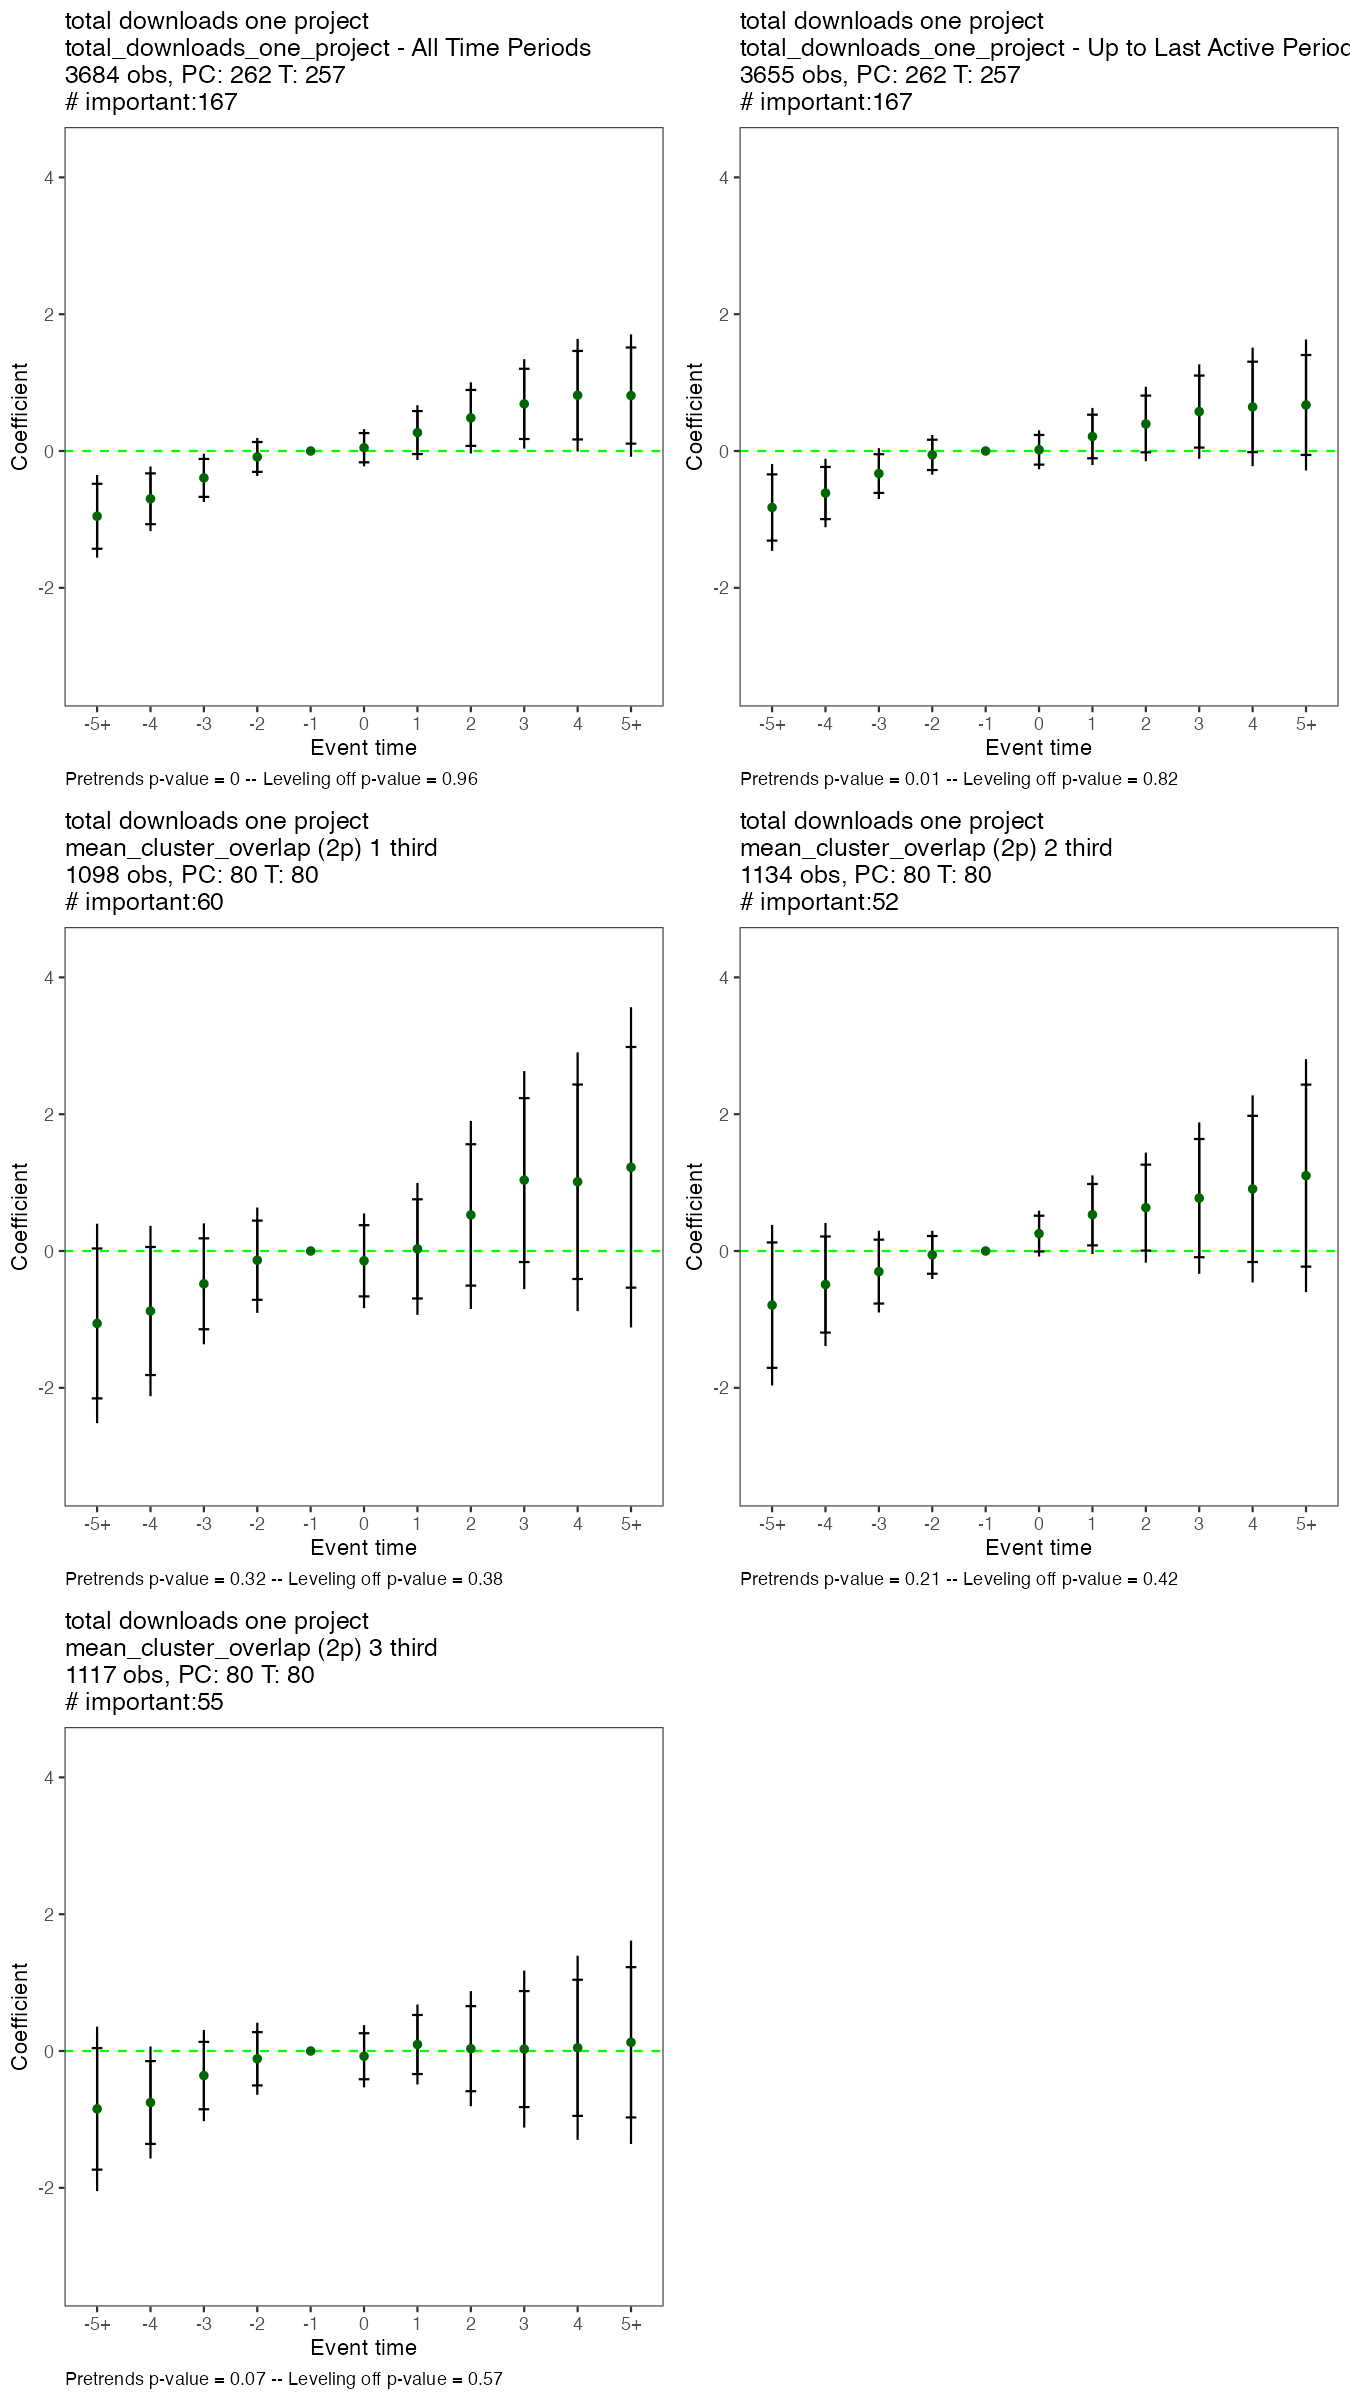 total downloads one project
total_downloads_one_project - All Time Periods
3684 obs, PC: 262 T: 257
# important:167
4
2
0
-2
Coefficient
-5+ -4 -3 -2 -1 0 1 2 3 4 5+
Event time
Pretrends p-value = 0 -- Leveling off p-value = 0.96
total downloads one project
total_downloads_one_project - Up to Last Active Period
3655 obs, PC: 262 T: 257
# important:167
4
2
0
-2
Coefficient
-5+ -4 -3 -2 -1 0 1 2 3 4 5+
Event time
Pretrends p-value = 0.01 -- Leveling off p-value = 0.82
total downloads one project
mean_cluster_overlap (2p) 1 third
1098 obs, PC: 80 T: 80
# important:60
4
2
0
-2
Coefficient
-5+ -4 -3 -2 -1 0 1 2 3 4 5+
Event time
Pretrends p-value = 0.32 -- Leveling off p-value = 0.38
total downloads one project
mean_cluster_overlap (2p) 2 third
1134 obs, PC: 80 T: 80
# important:52
4
2
0
-2
Coefficient
-5+ -4 -3 -2 -1 0 1 2 3 4 5+
Event time
Pretrends p-value = 0.21 -- Leveling off p-value = 0.42
total downloads one project
mean_cluster_overlap (2p) 3 third
1117 obs, PC: 80 T: 80
# important:55
4
2
0
-2
Coefficient
-5+ -4 -3 -2 -1 0 1 2 3 4 5+
Event time
Pretrends p-value = 0.07 -- Leveling off p-value = 0.57